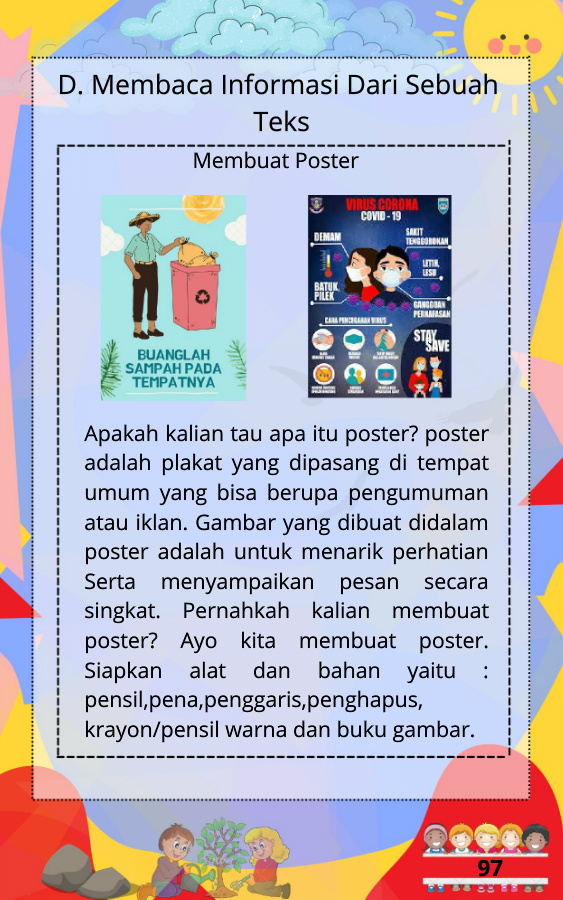 D. Membaca Informasi Dari Sebuah
Teks
Membuat Poster
BUANGLAH
SAMPAH PADA
TEMPATNYA
VIRUS CORONA
COVID - 19
DEMAM
SAKIT
TENGGOROKAN
LETIH,
LESU
BATUK,
PILEK
GANGGUAN
PERNAFASAN
CARA PENCEGAHAN VIRUS
STAY
SAVE
Apakah kalian tau apa itu poster? poster
adalah plakat yang dipasang di tempat
umum yang bisa berupa pengumuman
atau iklan. Gambar yang dibuat didalam
poster adalah untuk menarik perhatian
Serta menyampaikan pesan secara
singkat. Pernahkah kalian membuat
poster? Ayo kita membuat poster.
Siapkan alat dan bahan yaitu :
pensil,pena,penggaris,penghapus,
krayon/pensil warna dan buku gambar.
97